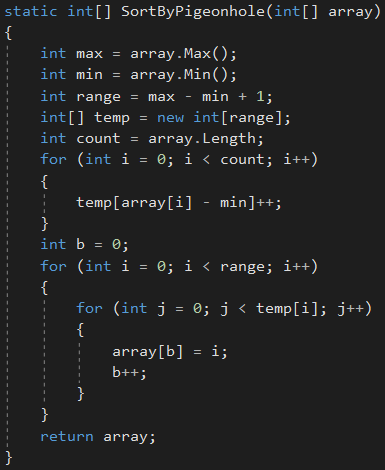 static int[] SortByPigeonhole(int[] array)
{
    int max = array.Max();
    int min = array.Min();
    int range = max - min + 1;
    int[] temp = new int[range];
    int count = array.Length;
    for (int i = 0; i < count; i++)
    {
        temp[array[i] - min]++;
    }
    int b = 0;
    for (int i = 0; i < range; i++)
    {
        for (int j = 0; j < temp[i]; j++)
        {
            array[b] = i;
            b++;
        }
    }
    return array;
}